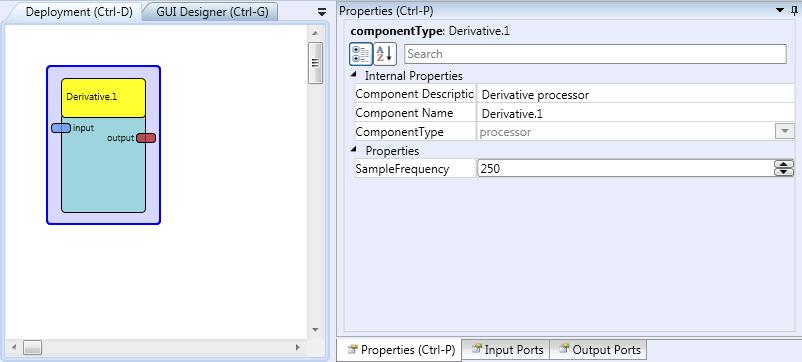 Deployment (Ctrl-D)
GUI Designer (Ctrl-G)
Derivative.1
input
output
Properties (Ctrl-P)
componentType: Derivative.1
A
Z
Search
Internal Properties
Component Descriptic Derivative processor
Component Name Derivative.1
ComponentType processor
Properties
SampleFrequency 250
Properties (Ctrl-P)
Input Ports
Output Ports